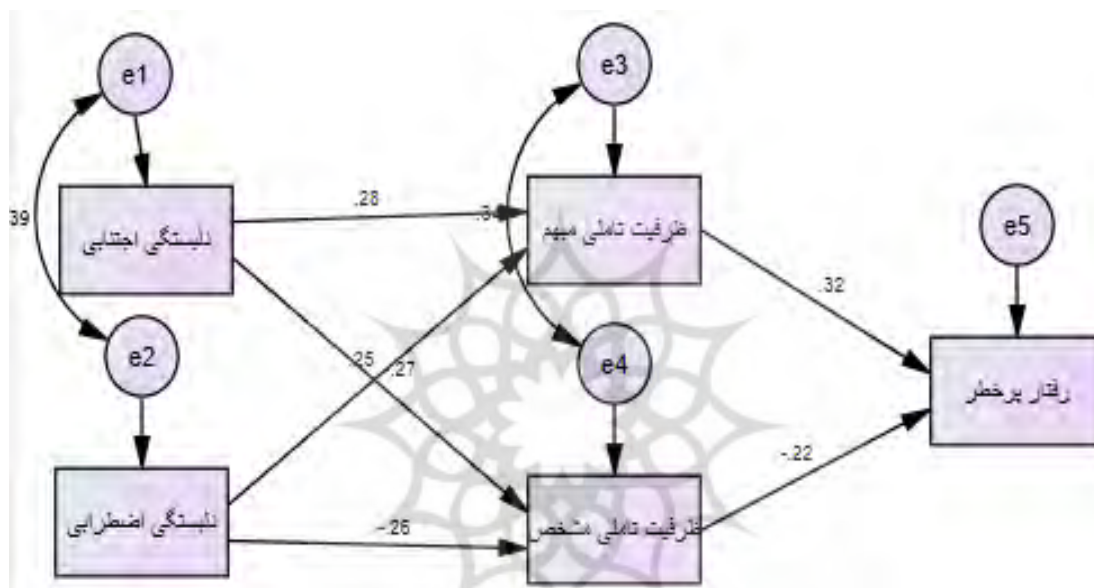 e1
e3
e5
.39
.28
دلبستگی اجتنابی
ظرفیت تاملی مبهم
.32
e2
e4
.25
.27
رفتار پرخطر
-.22
دلبستگی اضطرابی
-.26
ظرفیت تاملی مشخص